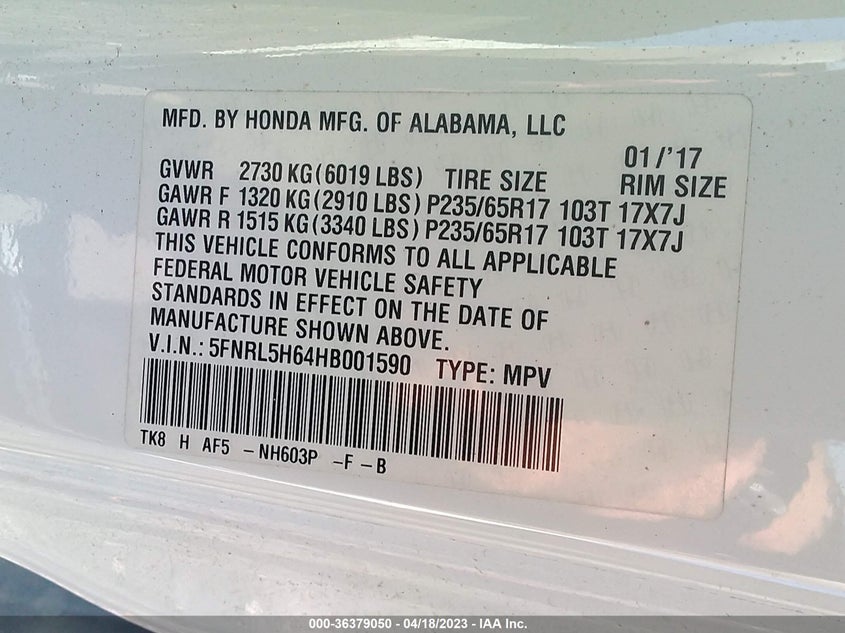 MFD. BY HONDA MFG. OF ALABAMA, LLC
01/'17
GVWR 2730 KG(6019 LBS) TIRE SIZE RIM SIZE
GAWR F 1320 KG(2910 LBS) P235/65R17 103T 17X7J
GAWR R 1515 KG(3340 LBS) P235/65R17 103T 17X7J
THIS VEHICLE CONFORMS TO ALL APPLICABLE
FEDERAL MOTOR VEHICLE SAFETY
STANDARDS IN EFFECT ON THE DATE OF
MANUFACTURE SHOWN ABOVE.
V.I.N.: 5FNRL5H64HB001590 TYPE: MPV
TK8 H AF5 -NH603P -F -B
000-36379050 - 04/18/2023 - IAA Inc.